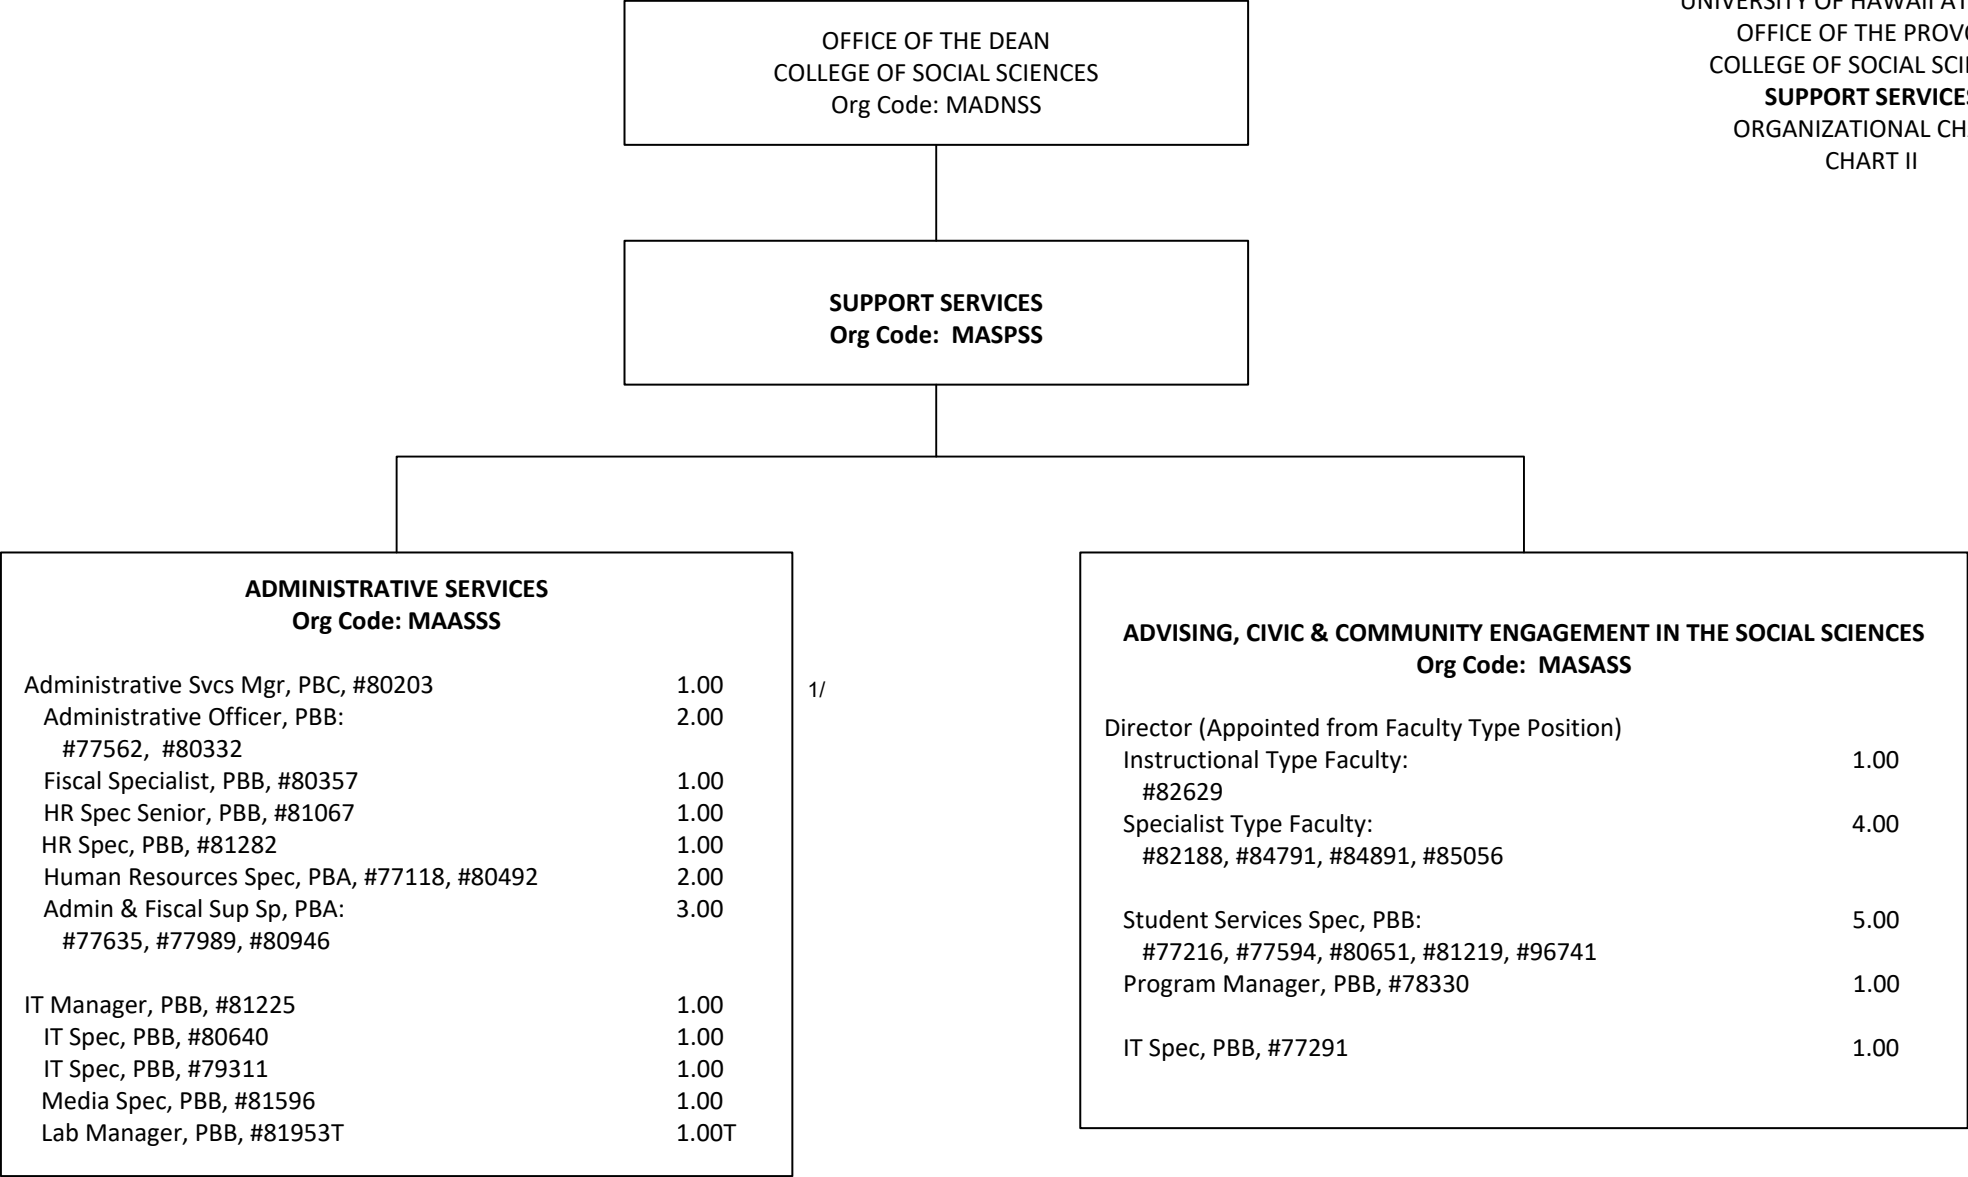 UNIVERSITY OF HAWAII AT
OFFICE OF THE
COLLEGE OF SOCIAL
SUPPORT
ORGANIZATIONAL
CHART II
OFFICE OF THE DEAN
COLLEGE OF SOCIAL SCIENCES
Org Code: MADNSS
SUPPORT SERVICES
Org Code: MASPSS
ADMINISTRATIVE SERVICES
Org Code: MAASSS
Administrative Svcs Mgr, PBC, #80203 1.00 1/
Administrative Officer, PBB: 2.00
#77562, #80332
Fiscal Specialist, PBB, #80357 1.00
HR Spec Senior, PBB, #81067 1.00
HR Spec, PBB, #81282 1.00
Human Resources Spec, PBA, #77118, #80492 2.00
Admin & Fiscal Sup Sp, PBA: 3.00
#77635, #77989, #80946
IT Manager, PBB, #81225 1.00
IT Spec, PBB, #80640 1.00
IT Spec, PBB, #79311 1.00
Media Spec, PBB, #81596 1.00
Lab Manager, PBB, #81953T 1.00T
ADVISING, CIVIC & COMMUNITY ENGAGEMENT IN THE SOCIAL SCIENCES
Org Code: MASASS
Director (Appointed from Faculty Type Position)
Instructional Type Faculty: 1.00
#82629
Specialist Type Faculty: 4.00
#82188, #84791, #84891, #85056
Student Services Spec, PBB: 5.00
#77216, #77594, #80651, #81219, #96741
Program Manager, PBB, #78330 1.00
IT Spec, PBB, #77291 1.00